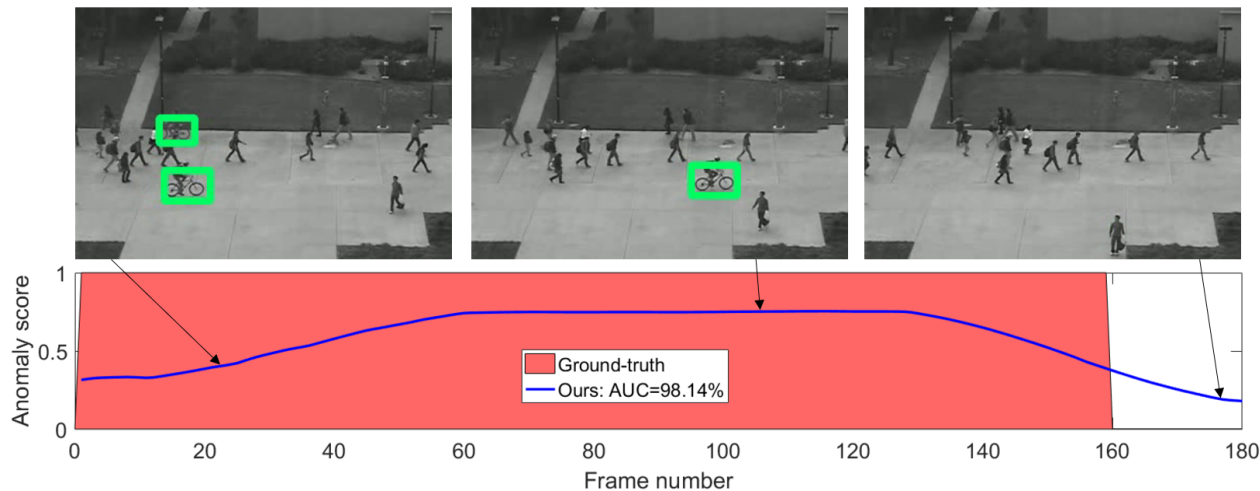 1
Anomaly score
0.5
Ground-truth
Ours: AUC=98.14%
0
0 20 40 60 80 100 120 140 160 180
Frame number